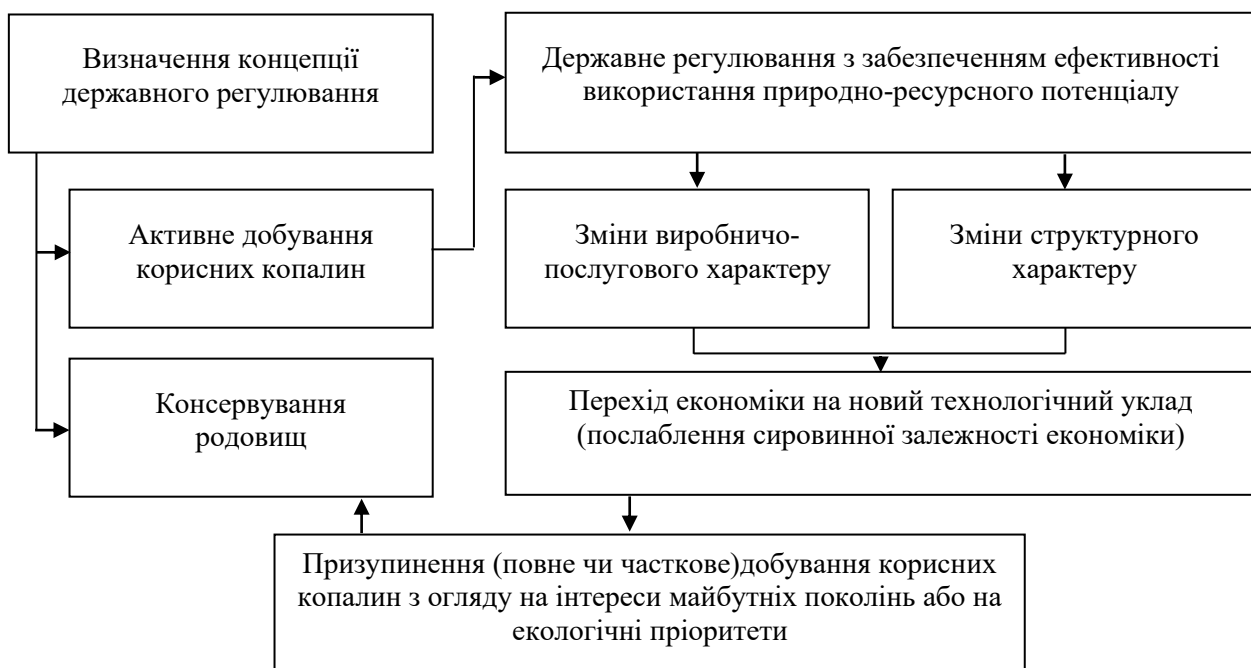 Визначення концепції
державного регулювання
Державне регулювання з забезпеченням ефективності
використання природно-ресурсного потенціалу
Активне добування
корисних копалин
Зміни виробничо-
послугового характеру
Зміни структурного
характеру
Консервування
родовищ
Перехід економіки на новий технологічний уклад
(послаблення сировинної залежності економіки)
Призупинення (повне чи часткове)добування корисних
копалин з огляду на інтереси майбутніх поколінь або на
екологічні пріоритети